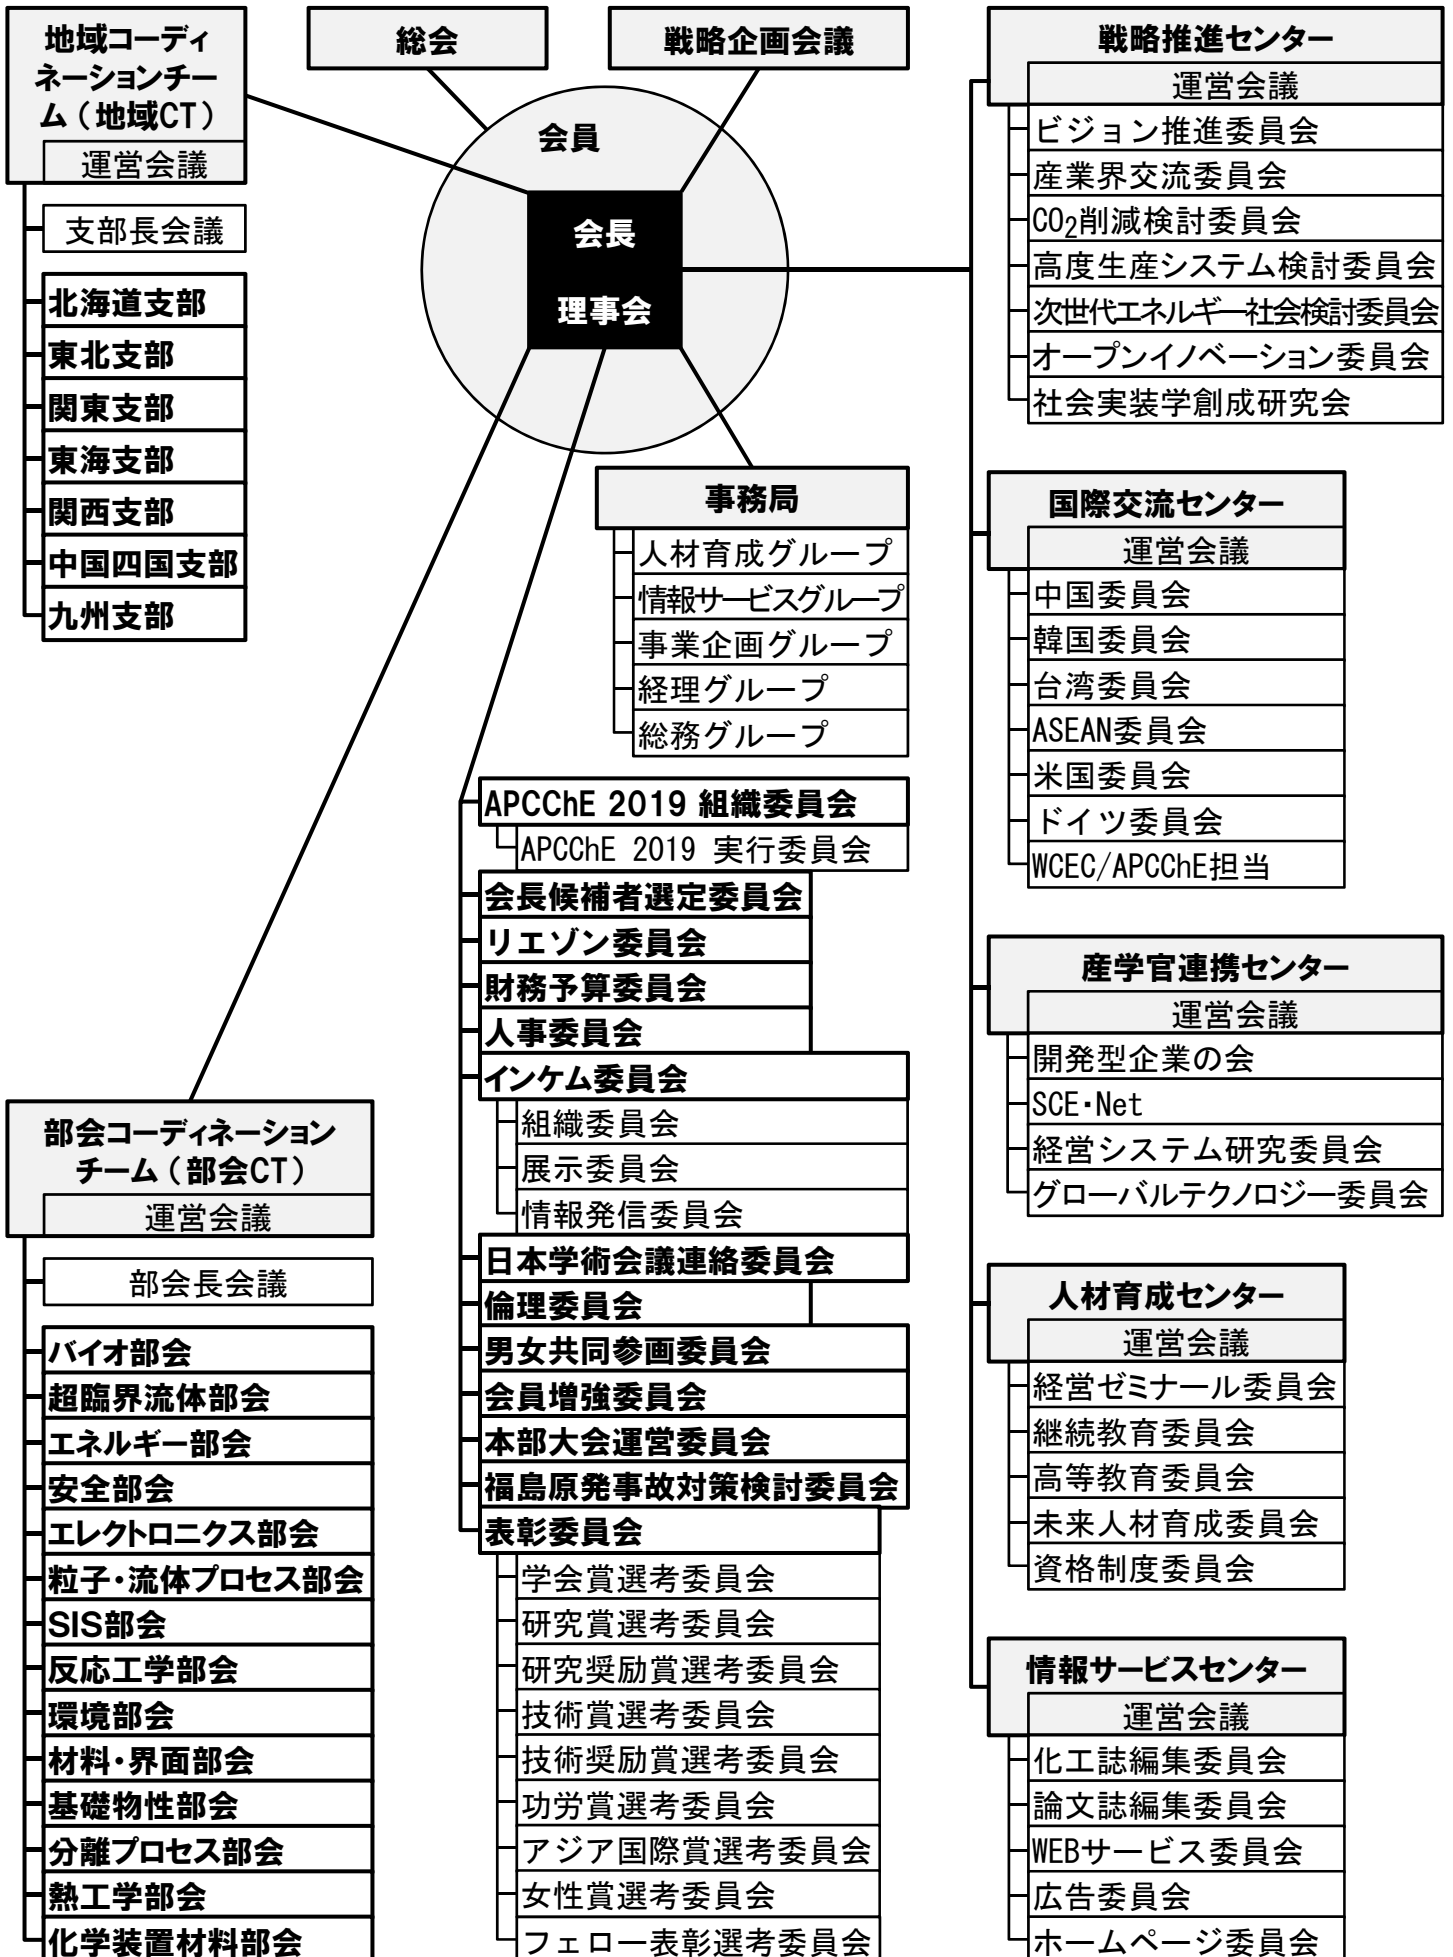 地域コーディ
ネーションチー
ム（地域CT）
運営会議
支部長会議
北海道支部
東北支部
関東支部
東海支部
関西支部
中国四国支部
九州支部
総会
戦略企画会議
会員
会長
理事会
事務局
人材育成グループ
情報サービスグループ
事業企画グループ
経理グループ
総務グループ
APCChE 2019 組織委員会
APCChE 2019 実行委員会
会長候補者選定委員会
リエゾン委員会
財務予算委員会
人事委員会
インケム委員会
組織委員会
展示委員会
情報発信委員会
日本学術会議連絡委員会
倫理委員会
男女共同参画委員会
会員増強委員会
本部大会運営委員会
福島原発事故対策検討委員会
表彰委員会
学会賞選考委員会
研究賞選考委員会
研究奨励賞選考委員会
技術賞選考委員会
技術奨励賞選考委員会
功労賞選考委員会
アジア国際賞選考委員会
女性賞選考委員会
フェロー表彰選考委員会
部会コーディネーション
チーム（部会CT）
運営会議
部会長会議
バイオ部会
超臨界流体部会
エネルギー部会
安全部会
エレクトロニクス部会
粒子・流体プロセス部会
SIS部会
反応工学部会
環境部会
材料・界面部会
基礎物性部会
分離プロセス部会
熱工学部会
化学装置材料部会
戦略推進センター
運営会議
ビジョン推進委員会
産業界交流委員会
CO2削減検討委員会
高度生産システム検討委員会
次世代エネルギー社会検討委員会
オープンイノベーション委員会
社会実装学創成研究会
国際交流センター
運営会議
中国委員会
韓国委員会
台湾委員会
ASEAN委員会
米国委員会
ドイツ委員会
WCEC/APCChE担当
産学官連携センター
運営会議
開発型企業の会
SCE・Net
経営システム研究委員会
グローバルテクノロジー委員会
人材育成センター
運営会議
経営ゼミナール委員会
継続教育委員会
高等教育委員会
未来人材育成委員会
資格制度委員会
情報サービスセンター
運営会議
化工誌編集委員会
論文誌編集委員会
WEBサービス委員会
広告委員会
ホームページ委員会